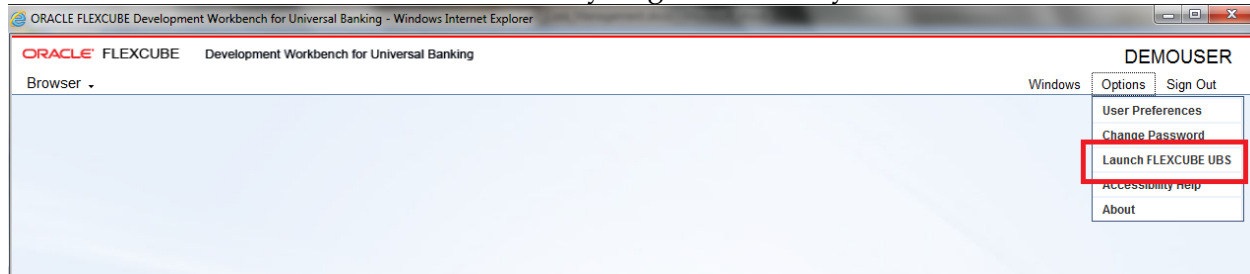 ORACLE FLEXCUBE Development Workbench for Universal Banking - Windows Internet Explorer
ORACLE FLEXCUBE Development Workbench for Universal Banking DEMOUSER
Browser Windows Options Sign Out
User Preferences
Change Password
Launch FLEXCUBE UBS
Accessibility Help
About